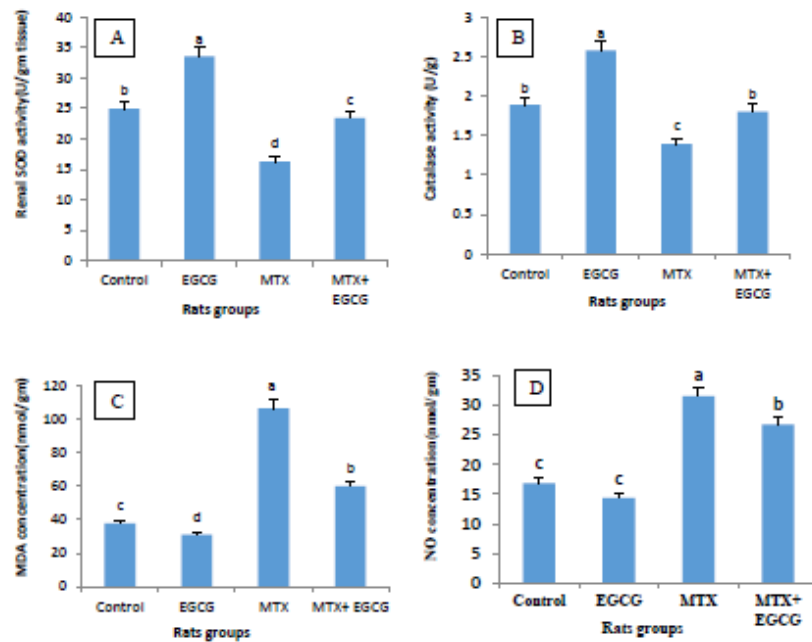 A
Renal SOD activity(U/gm tissue)
40
35
30
25
20
15
10
5
0
b
a
d
c
Control EGCG MTX MTX+
EGCG
Rats groups
B
Catalase activity (U/g)
3
2.5
2
1.5
1
0.5
0
b
a
c
b
Control EGCG MTX MTX+
EGCG
Rats groups
C
MDA concentration(nmol/gm)
120
100
80
60
40
20
0
c
d
a
b
Control EGCG MTX MTX+ EGCG
Rats groups
D
NO concentration(nmol/gm)
35
30
25
20
15
10
5
0
c
c
a
b
Control EGCG MTX MTX+
EGCG
Rats groups